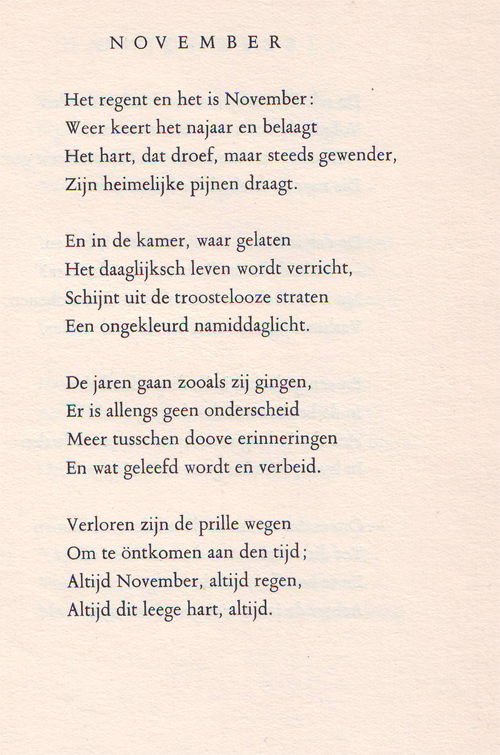 NOVEMBER
Het regent en het is November:
Weer keert het najaar en belaagt
Het hart, dat droef, maar steeds gewender,
Zijn heimelijke pijnen draagt.
En in de kamer, waar gelaten
Het daaglijksch leven wordt verricht,
Schijnt uit de troostelooze straten
Een ongekleurd namiddaglicht.
De jaren gaan zooals zij gingen,
Er is allengs geen onderscheid
Meer tusschen doove erinneringen
En wat geleefd wordt en verbeid.
Verloren zijn de prille wegen
Om te öntkomen aan den tijd;
Altijd November, altijd regen,
Altijd dit leege hart, altijd.